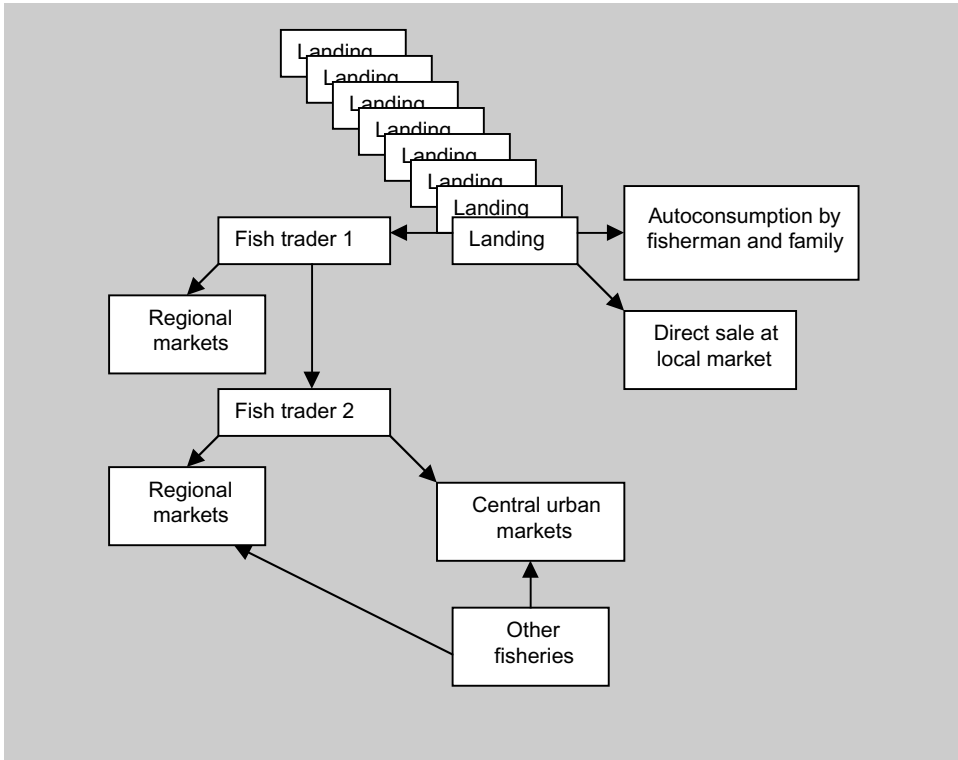 Landing
Landing
Landing
Landing
Landing
Landing
Landing
Landing
Autoconsumption by
fisherman and family
Fish trader 1
Regional
markets
Direct sale at
local market
Fish trader 2
Regional
markets
Central urban
markets
Other
fisheries